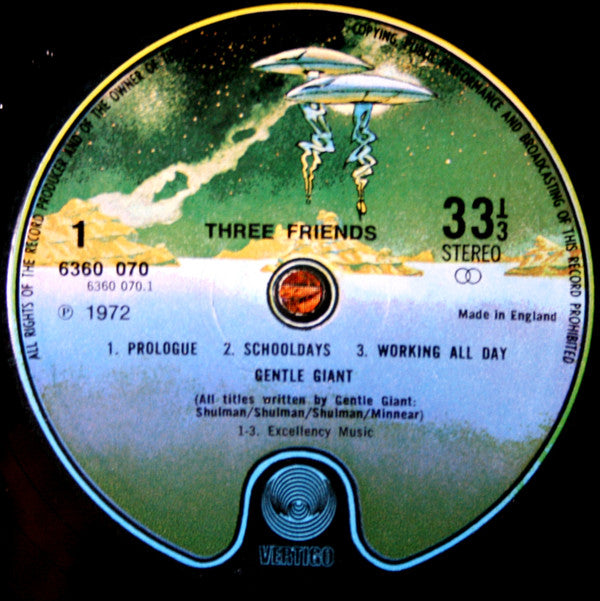 ALL RIGHTS OF THE RECORD PRODUCER AND OF THE OWNER OF
COPYING, PUBLIC PERFORMANCE AND BROADCASTING OF THIS RECORD PROHIBITED
1
THREE FRIENDS
33⅓
STEREO
6360 070
6360 070.1
℗ 1972
Made in England
1. PROLOGUE 2. SCHOOLDAYS 3. WORKING ALL DAY
GENTLE GIANT
(All titles written by Gentle Giant:
Shulman/Shulman/Shulman/Minnear)
1-3. Excellency Music
VERTIGO